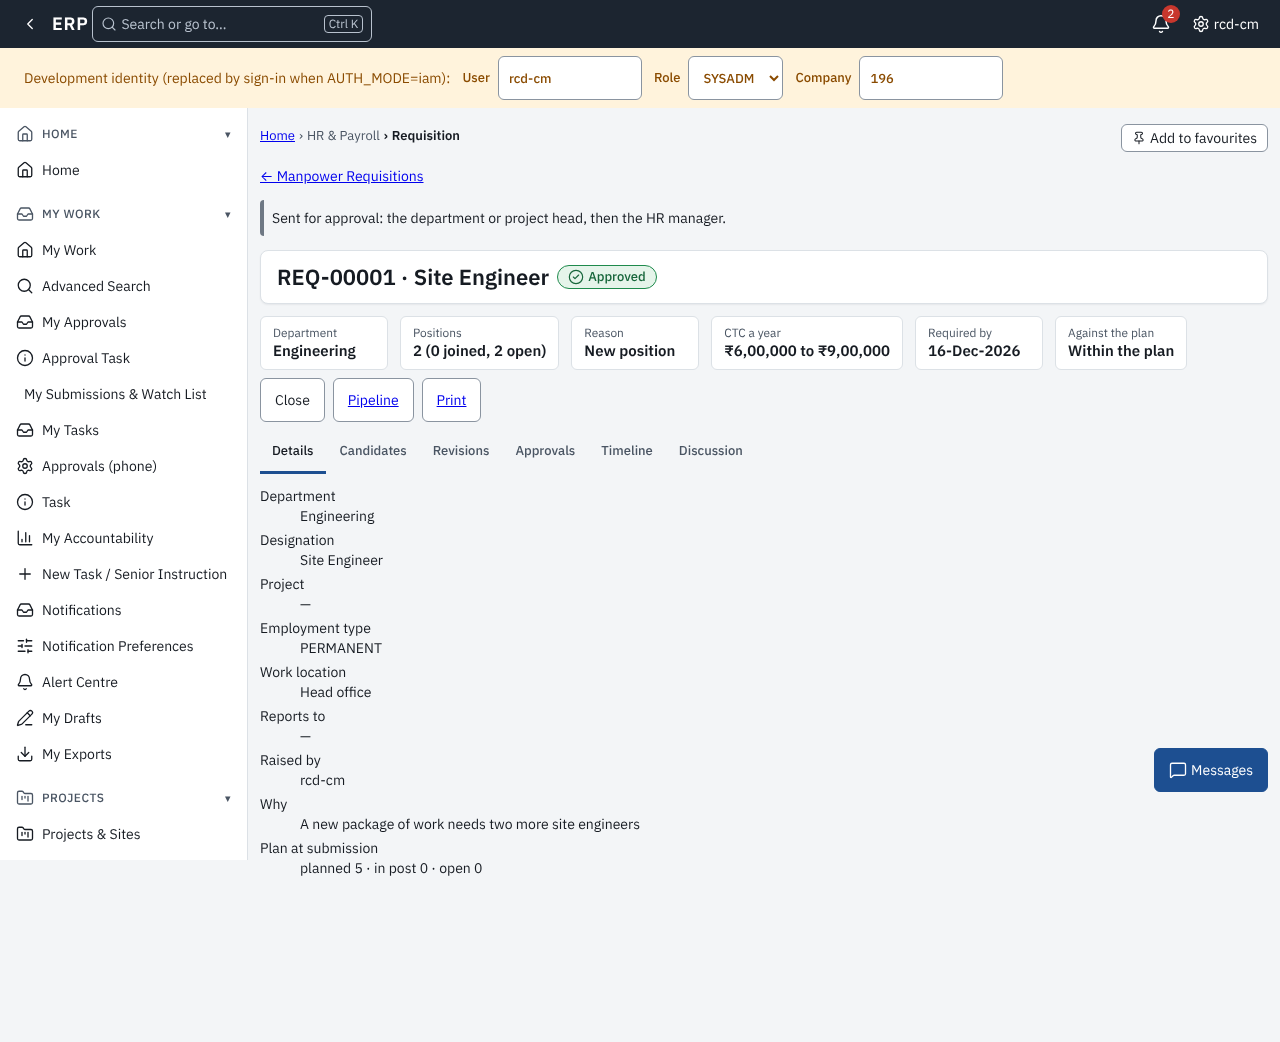 ERP
Search or go to...
Ctrl K
2
rcd-cm
Development identity (replaced by sign-in when AUTH_MODE=iam):
User
rcd-cm
Role
SYSADM
Company
196
HOME
Home
MY WORK
My Work
Advanced Search
My Approvals
Approval Task
My Submissions & Watch List
My Tasks
Approvals (phone)
Task
My Accountability
New Task / Senior Instruction
Notifications
Notification Preferences
Alert Centre
My Drafts
My Exports
PROJECTS
Projects & Sites
Home › HR & Payroll › Requisition
Add to favourites
← Manpower Requisitions
Sent for approval: the department or project head, then the HR manager.
REQ-00001 · Site Engineer
Approved
Department
Engineering
Positions
2 (0 joined, 2 open)
Reason
New position
CTC a year
₹6,00,000 to ₹9,00,000
Required by
16-Dec-2026
Against the plan
Within the plan
Close
Pipeline
Print
Details
Candidates
Revisions
Approvals
Timeline
Discussion
Department
Engineering
Designation
Site Engineer
Project
—
Employment type
PERMANENT
Work location
Head office
Reports to
—
Raised by
rcd-cm
Why
A new package of work needs two more site engineers
Plan at submission
planned 5 · in post 0 · open 0
Messages